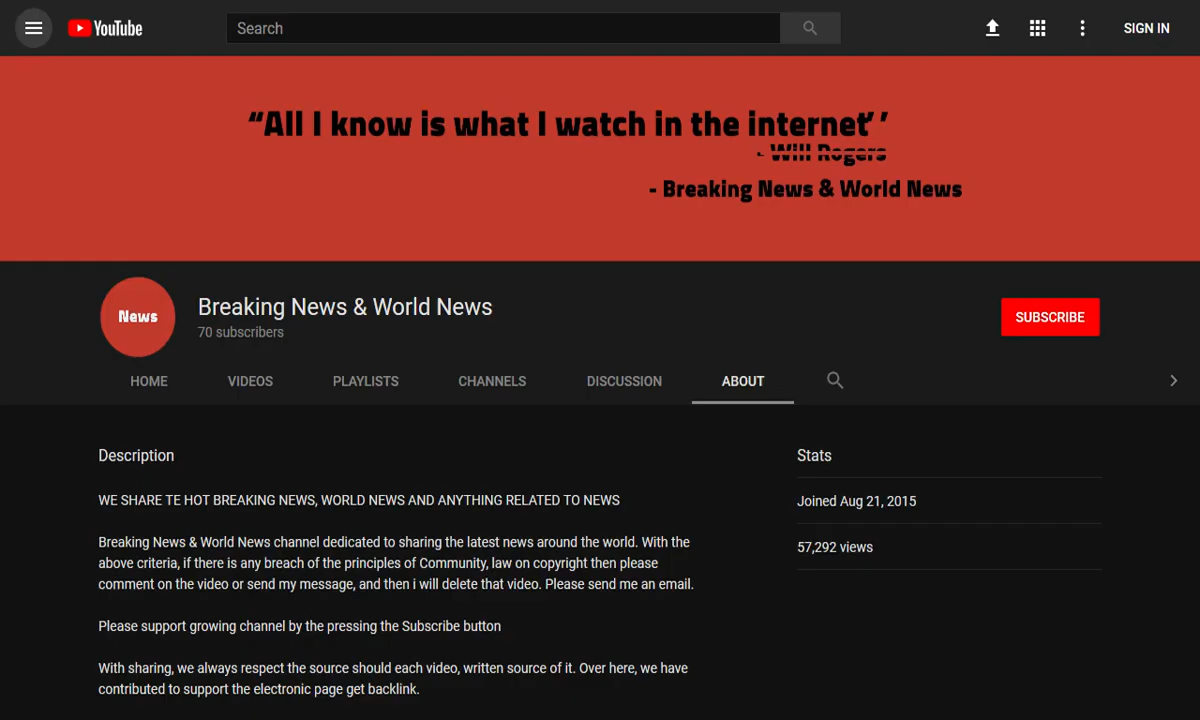 YouTube
Search
SIGN IN
“All I know is what I watch in the internet’’
- Will Rogers
- Breaking News & World News
News
Breaking News & World News
70 subscribers
SUBSCRIBE
HOME
VIDEOS
PLAYLISTS
CHANNELS
DISCUSSION
ABOUT
Description
WE SHARE TE HOT BREAKING NEWS, WORLD NEWS AND ANYTHING RELATED TO NEWS
Breaking News & World News channel dedicated to sharing the latest news around the world. With the
above criteria, if there is any breach of the principles of Community, law on copyright then please
comment on the video or send my message, and then i will delete that video. Please send me an email.
Please support growing channel by the pressing the Subscribe button
With sharing, we always respect the source should each video, written source of it. Over here, we have
contributed to support the electronic page get backlink.
Stats
Joined Aug 21, 2015
57,292 views